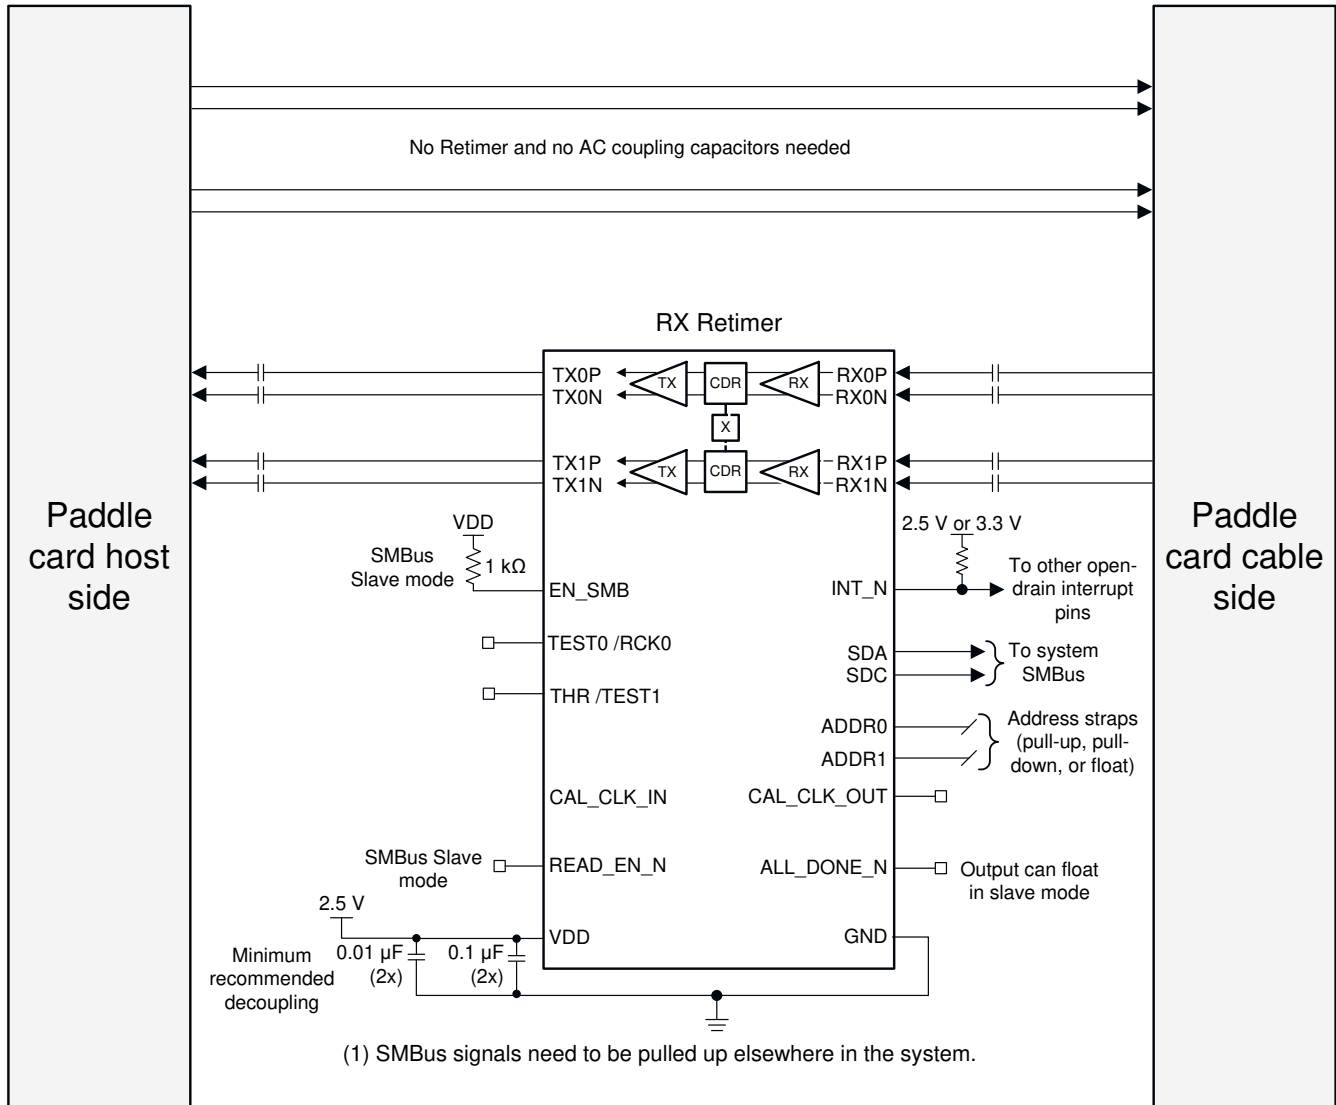 No Retimer and no AC coupling capacitors needed
RX Retimer
TX0P
TX0N
TX
CDR
RX
RX0P
RX0N
X
TX1P
TX1N
TX
CDR
RX
RX1P
RX1N
Paddle
card host
side
Paddle
card cable
side
VDD
SMBus
Slave mode
1 kΩ
EN_SMB
2.5 V or 3.3 V
INT_N
To other open-
drain interrupt
pins
TEST0 /RCK0
SDA
SDC
To system
SMBus
THR /TEST1
ADDR0
ADDR1
Address straps
(pull-up, pull-
down, or float)
CAL_CLK_IN
CAL_CLK_OUT
SMBus Slave
mode
READ_EN_N
ALL_DONE_N
Output can float
in slave mode
2.5 V
VDD
GND
Minimum
recommended
decoupling
0.01 µF
(2x)
0.1 µF
(2x)
(1) SMBus signals need to be pulled up elsewhere in the system.